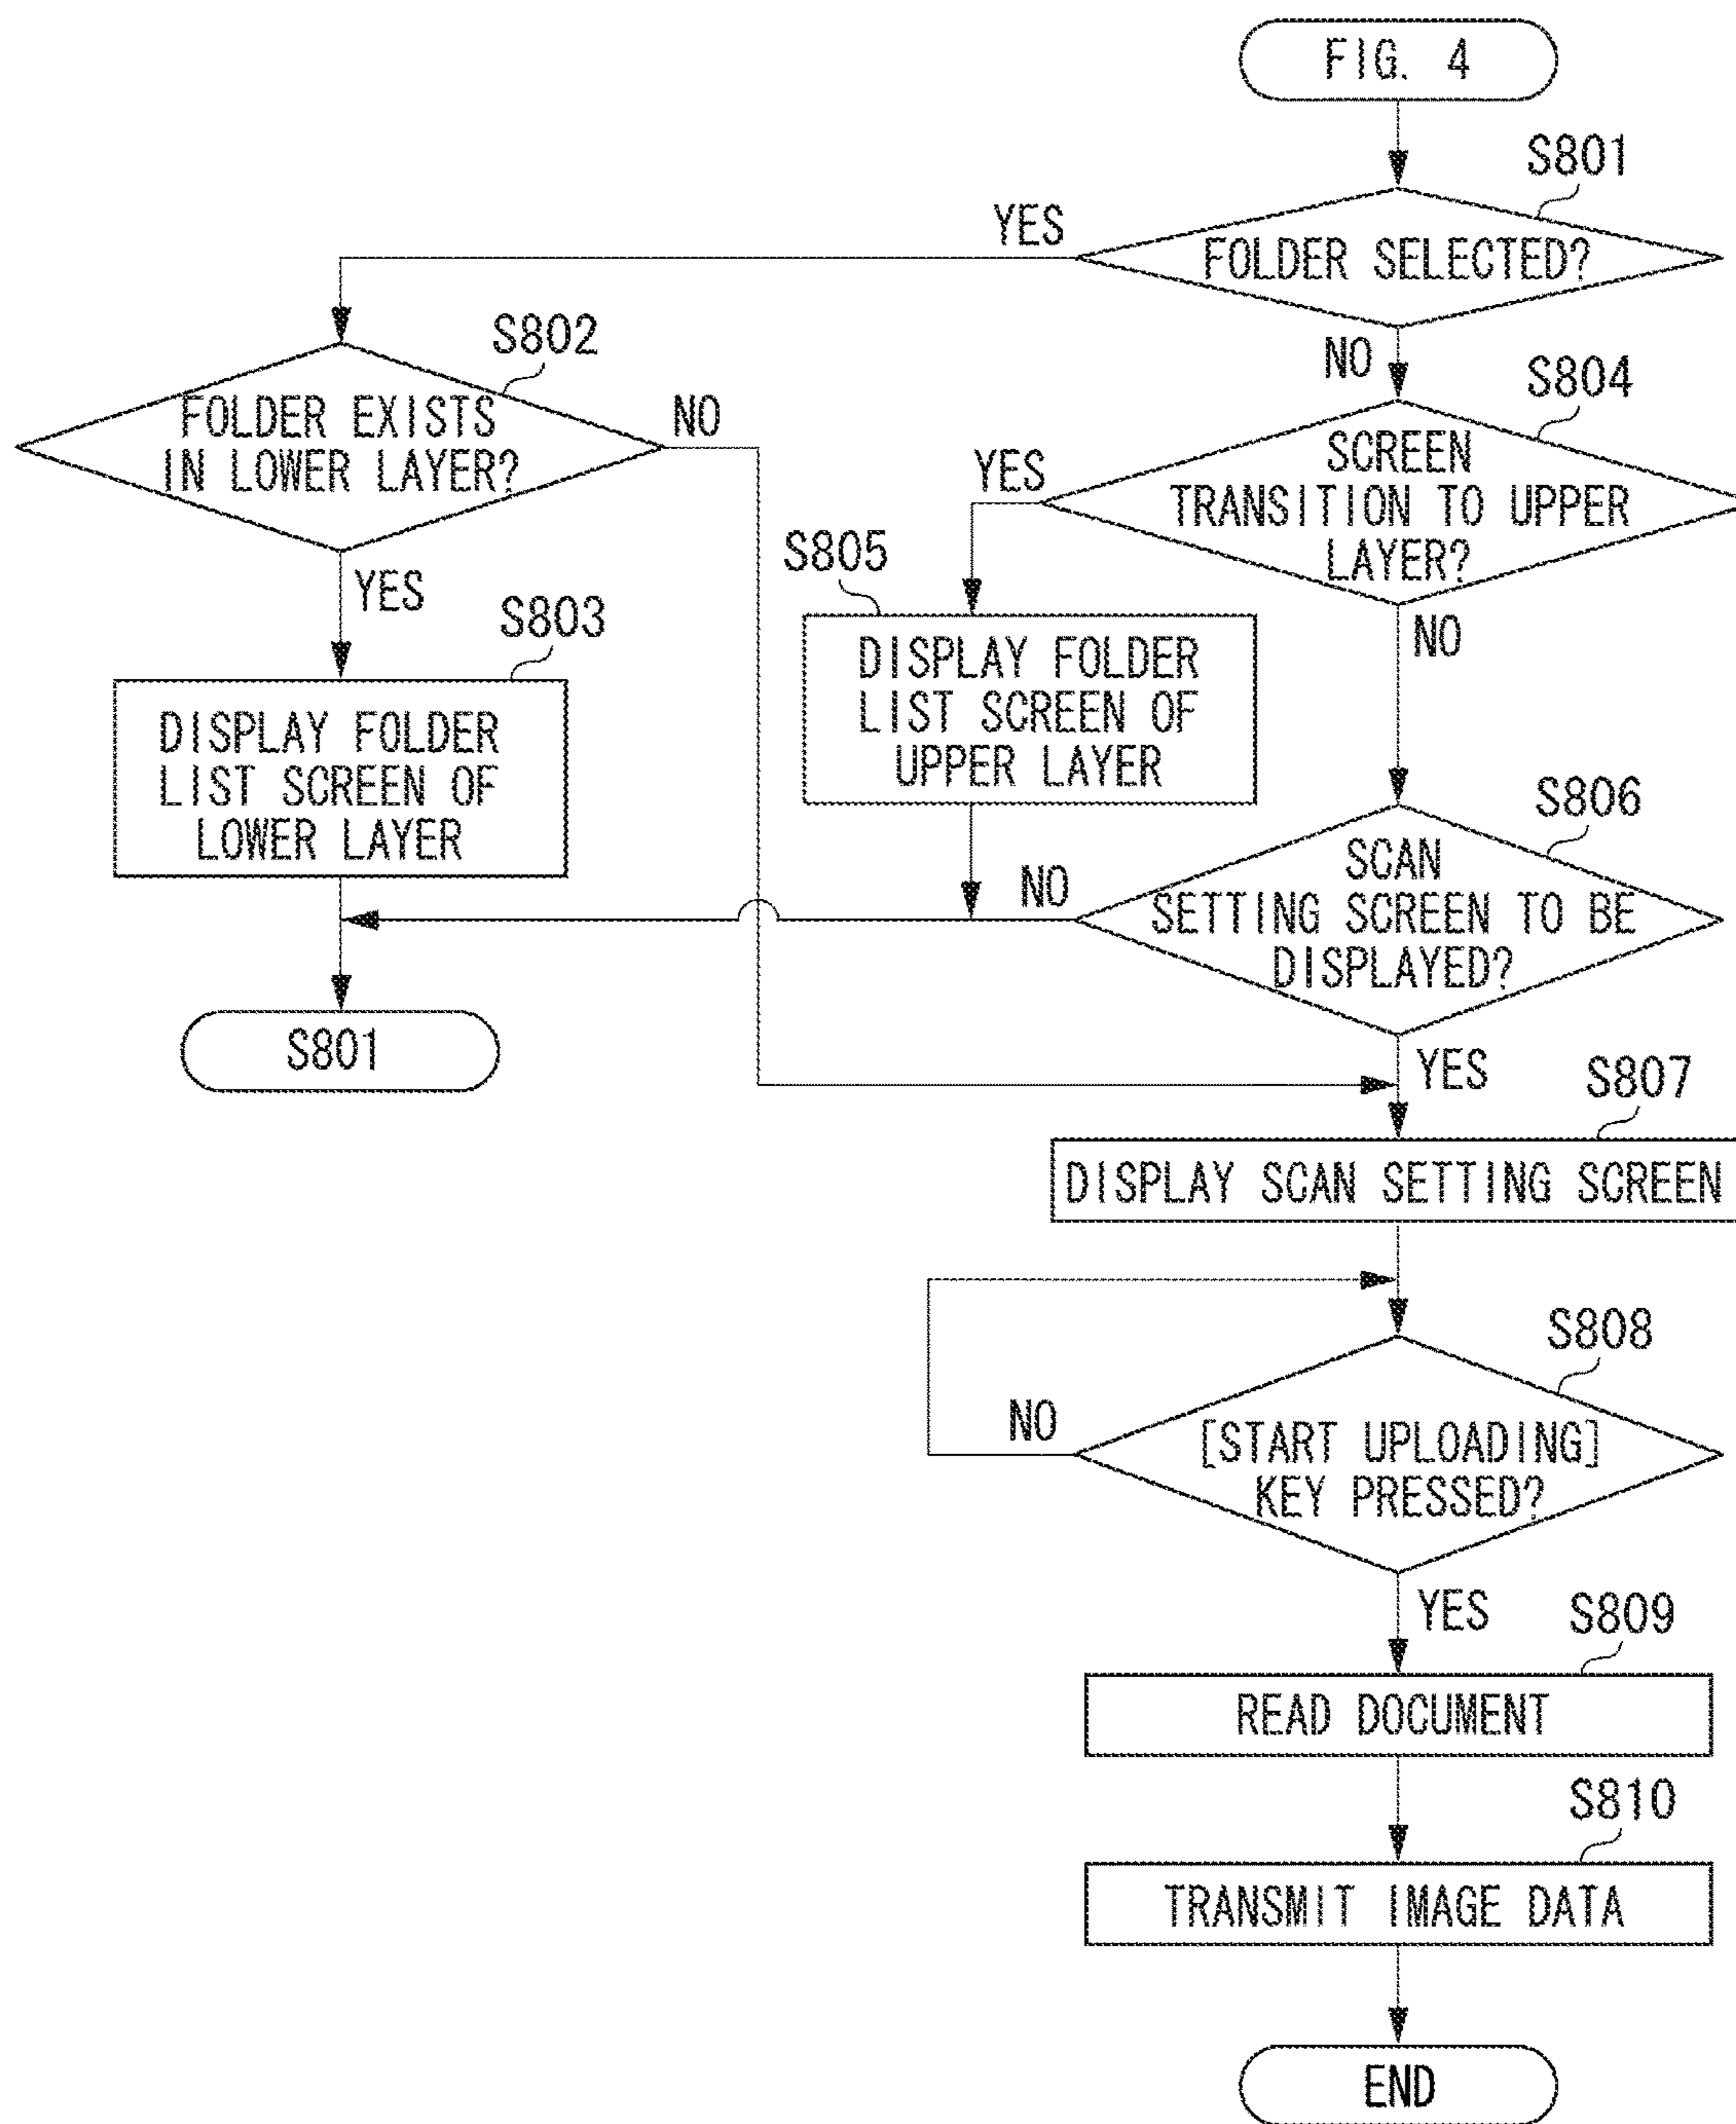 FIG. 4
S801
YES
FOLDER SELECTED?
S802
NO
S804
FOLDER EXISTS
IN LOWER LAYER?
NO
YES
SCREEN
TRANSITION TO UPPER
LAYER?
S805
YES
NO
S803
DISPLAY FOLDER
LIST SCREEN OF
UPPER LAYER
DISPLAY FOLDER
LIST SCREEN OF
LOWER LAYER
S806
NO
SCAN
SETTING SCREEN TO BE
DISPLAYED?
S801
YES
S807
DISPLAY SCAN SETTING SCREEN
S808
NO
[START UPLOADING]
KEY PRESSED?
YES
S809
READ DOCUMENT
S810
TRANSMIT IMAGE DATA
END